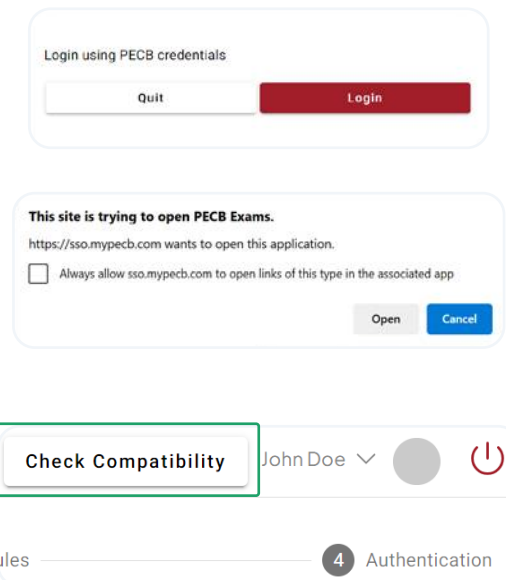 Login using PECB credentials
Quit
Login
This site is trying to open PECB Exams.
https://sso.mypecb.com wants to open this application.
Always allow sso.mypecb.com to open links of this type in the associated app
Open
Cancel
Check Compatibility
John Doe
ules
4
Authentication